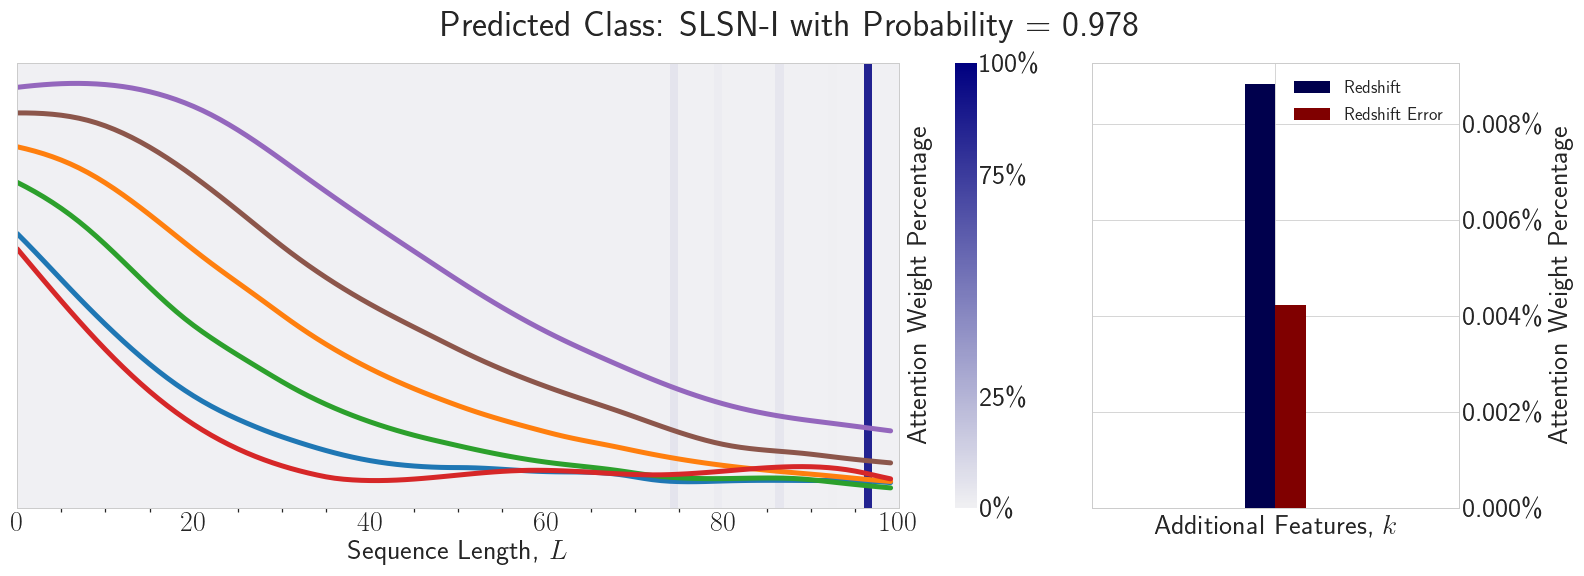 Predicted Class: SLSN-I with Probability = 0.978
0
20
40
60
80
100
Sequence Length, L
100%
75%
25%
0%
Attention Weight Percentage
Redshift
Redshift Error
0.008%
0.006%
0.004%
0.002%
0.000%
Additional Features, k
Attention Weight Percentage